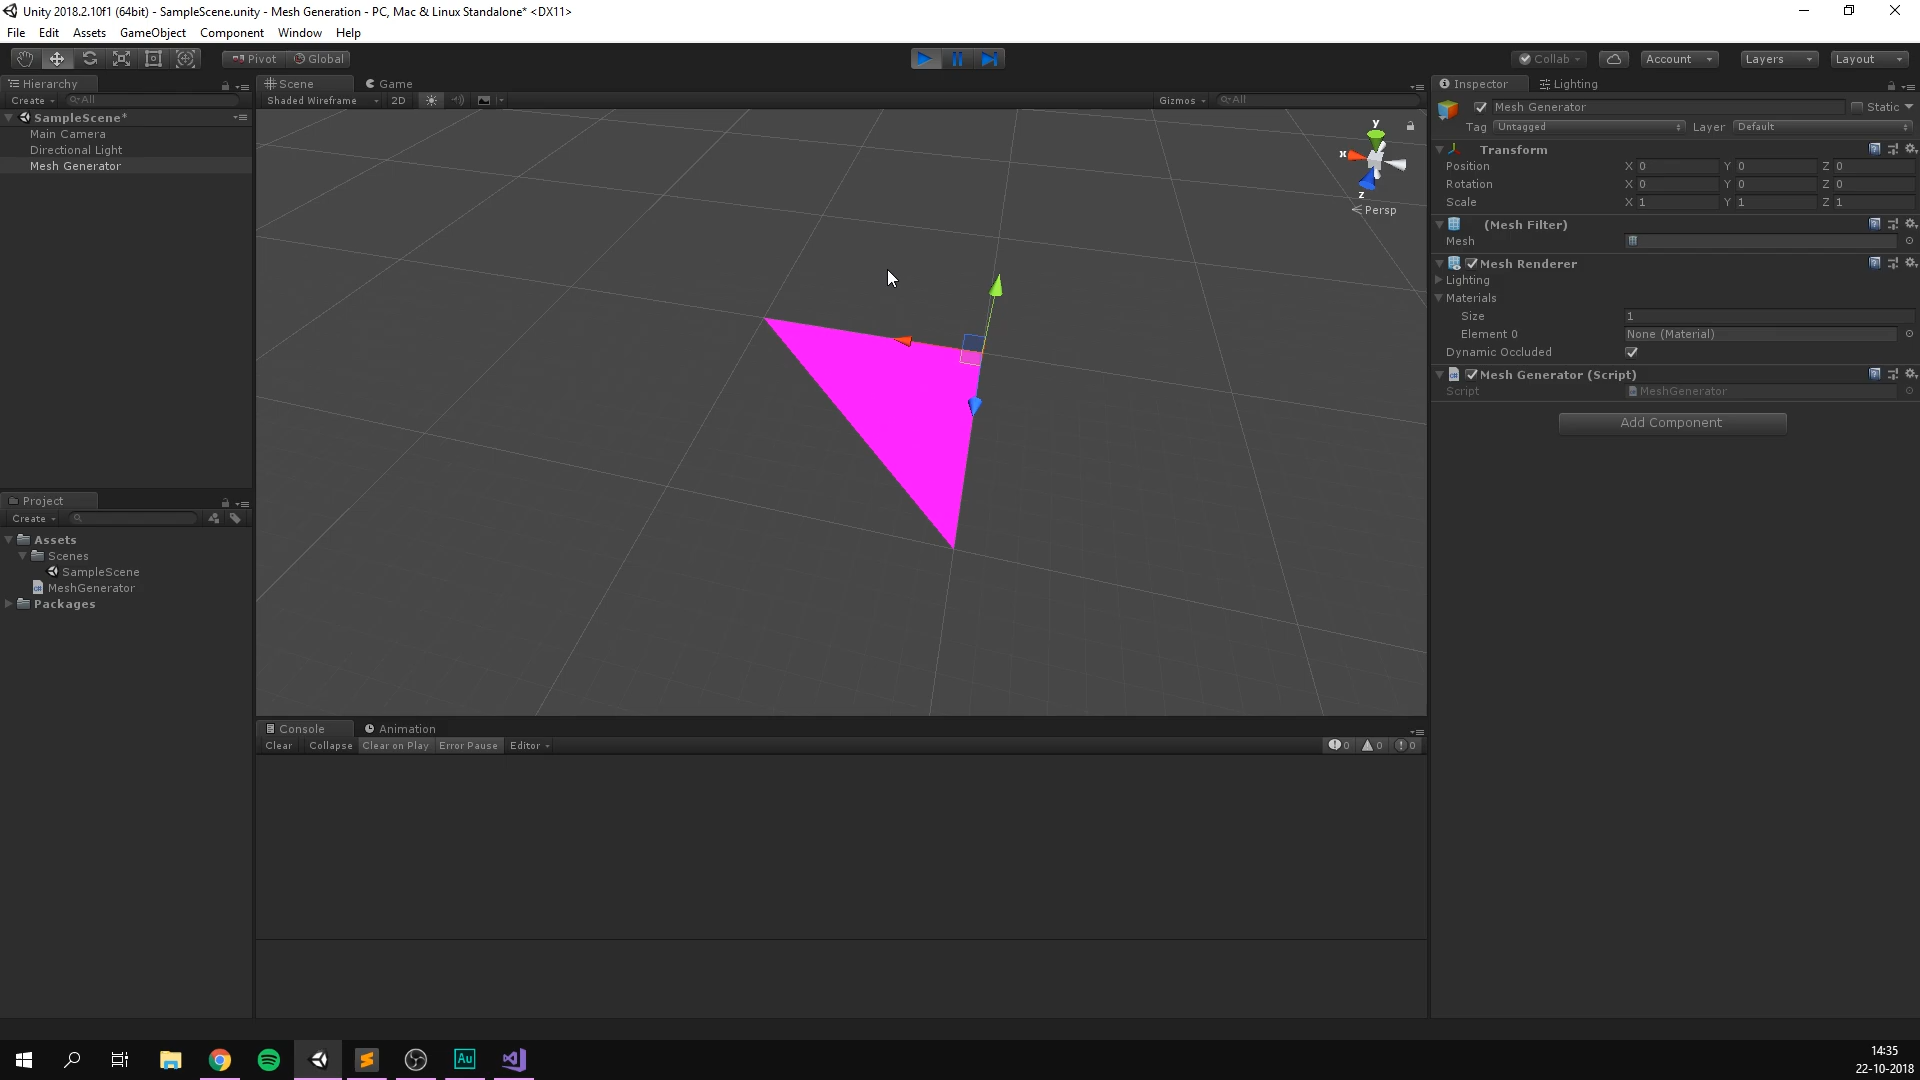 Unity 2018.2.10f1 (64bit) - SampleScene.unity - Mesh Generation - PC, Mac & Linux Standalone* <DX11>
File Edit Assets GameObject Component Window Help
Pivot Global Collab Account Layers Layout
Hierarchy Scene Game Inspector Lighting
Create All Shaded Wireframe 2D Gizmos All
Mesh Generator Static
SampleScene*
Main Camera
Directional Light
Mesh Generator
y
x
z
Persp
Tag Untagged Layer Default
Transform
Position X 0 Y 0 Z 0
Rotation X 0 Y 0 Z 0
Scale X 1 Y 1 Z 1
(Mesh Filter)
Mesh
Mesh Renderer
Lighting
Materials
Size 1
Element 0 None (Material)
Dynamic Occluded
Mesh Generator (Script)
Script MeshGenerator
Add Component
Project
Create
Assets
Scenes
SampleScene
MeshGenerator
Packages
Console Animation
Clear Collapse Clear on Play Error Pause Editor 0 0 0
Au
14:35
22-10-2018